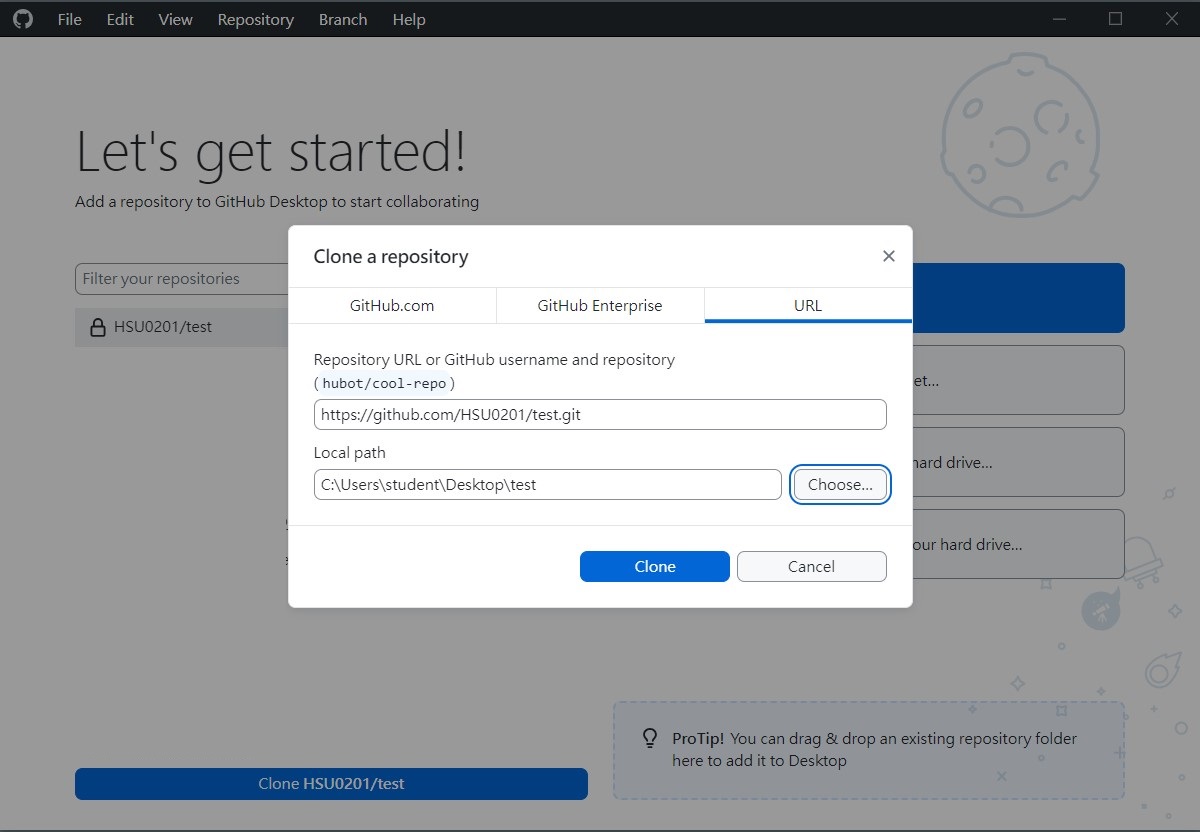 File Edit View Repository Branch Help
Let's get started!
Add a repository to GitHub Desktop to start collaborating
Filter your repositories
HSU0201/test
Clone a repository
GitHub.com GitHub Enterprise URL
Repository URL or GitHub username and repository
(hubot/cool-repo)
https://github.com/HSU0201/test.git
Local path
C:\Users\student\Desktop\test
Choose...
Clone Cancel
et...
hard drive...
our hard drive...
ProTip! You can drag & drop an existing repository folder
here to add it to Desktop
Clone HSU0201/test